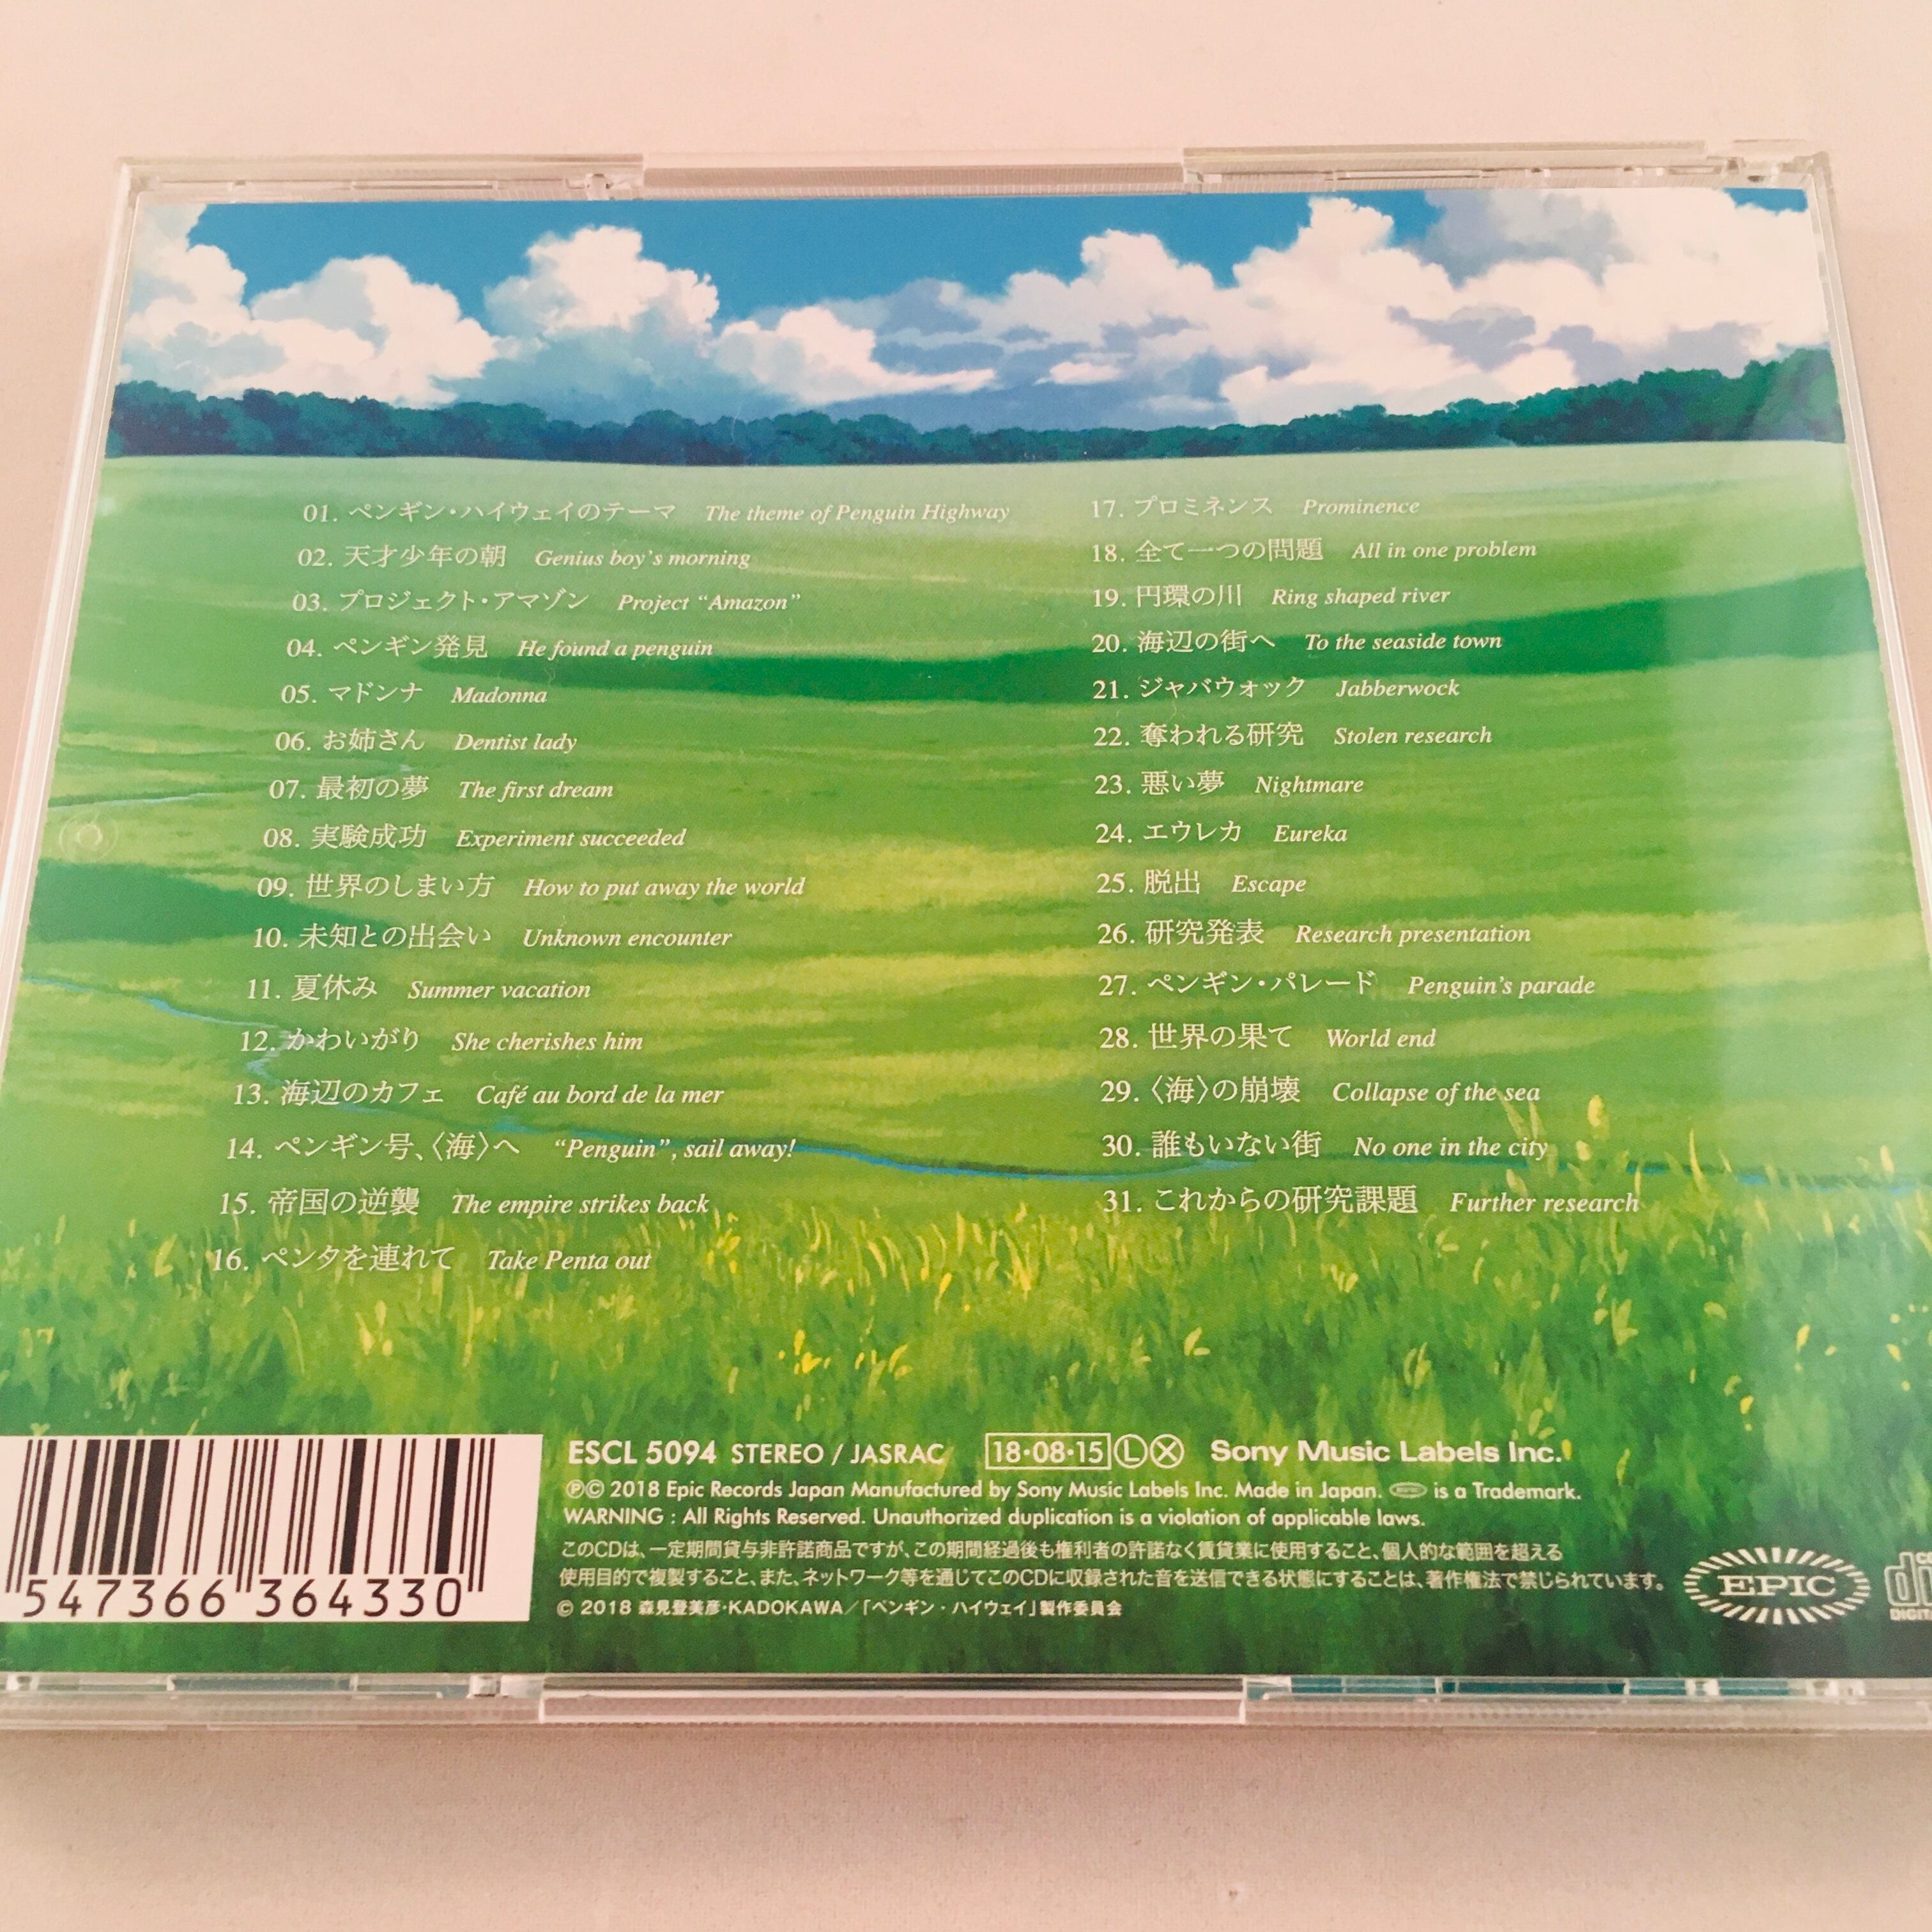 01. ペンギン・ハイウェイのテーマ The theme of Penguin Highway
02. 天才少年の朝 Genius boy's morning
03. プロジェクト・アマゾン Project “Amazon”
04. ペンギン発見 He found a penguin
05. マドンナ Madonna
06. お姉さん Dentist lady
07. 最初の夢 The first dream
08. 実験成功 Experiment succeeded
09. 世界のしまい方 How to put away the world
10. 未知との出会い Unknown encounter
11. 夏休み Summer vacation
12. かわいがり She cherishes him
13. 海辺のカフェ Café au bord de la mer
14. ペンギン号、〈海〉へ “Penguin”, sail away!
15. 帝国の逆襲 The empire strikes back
16. ペンタを連れて Take Penta out
17. プロミネンス Prominence
18. 全て一つの問題 All in one problem
19. 円環の川 Ring shaped river
20. 海辺の街へ To the seaside town
21. ジャバウォック Jabberwock
22. 奪われる研究 Stolen research
23. 悪い夢 Nightmare
24. エウレカ Eureka
25. 脱出 Escape
26. 研究発表 Research presentation
27. ペンギン・パレード Penguin's parade
28. 世界の果て World end
29. 〈海〉の崩壊 Collapse of the sea
30. 誰もいない街 No one in the city
31. これからの研究課題 Further research
547366 364330
ESCL 5094 STEREO / JASRAC 18・08・15 Ⓛ Ⓧ Sony Music Labels Inc.
℗© 2018 Epic Records Japan Manufactured by Sony Music Labels Inc. Made in Japan. EPIC is a Trademark.
WARNING : All Rights Reserved. Unauthorized duplication is a violation of applicable laws.
このCDは、一定期間貸与非許諾商品ですが、この期間経過後も権利者の許諾なく賃貸業に使用すること、個人的な範囲を超える
使用目的で複製すること、また、ネットワーク等を通じてこのCDに収録された音を送信できる状態にすることは、著作権法で禁じられています。
© 2018 森見登美彦・KADOKAWA／「ペンギン・ハイウェイ」製作委員会
EPIC